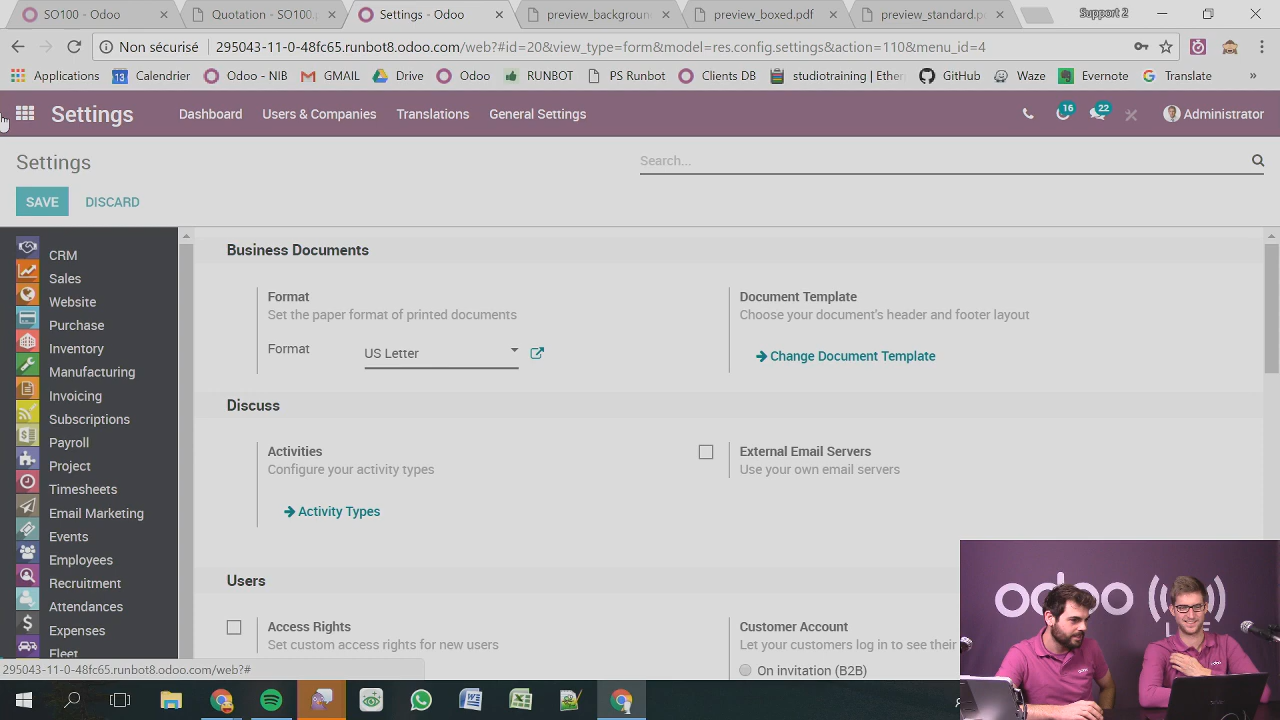 SO100 - Odoo
Quotation - SO100.p
Settings - Odoo
preview_backgroun
preview_boxed.pdf
preview_standard.p
Support 2
Non sécurisé
295043-11-0-48fc65.runbot8.odoo.com/web?#id=20&view_type=form&model=res.config.settings&action=110&menu_id=4
Applications
Calendrier
Odoo - NIB
GMAIL
Drive
Odoo
RUNBOT
PS Runbot
Clients DB
studiotraining | Ether
GitHub
Waze
Evernote
Translate
»
Settings
Dashboard
Users & Companies
Translations
General Settings
16
22
Administrator
Settings
Search...
SAVE
DISCARD
CRM
Sales
Website
Purchase
Inventory
Manufacturing
Invoicing
Subscriptions
Payroll
Project
Timesheets
Email Marketing
Events
Employees
Recruitment
Attendances
Expenses
Fleet
Business Documents
Format
Set the paper format of printed documents
Format
US Letter
Document Template
Choose your document's header and footer layout
Change Document Template
Discuss
Activities
Configure your activity types
Activity Types
External Email Servers
Use your own email servers
Users
Access Rights
Set custom access rights for new users
Customer Account
Let your customers log in to see their
On invitation (B2B)
295043-11-0-48fc65.runbot8.odoo.com/web?#
odoo